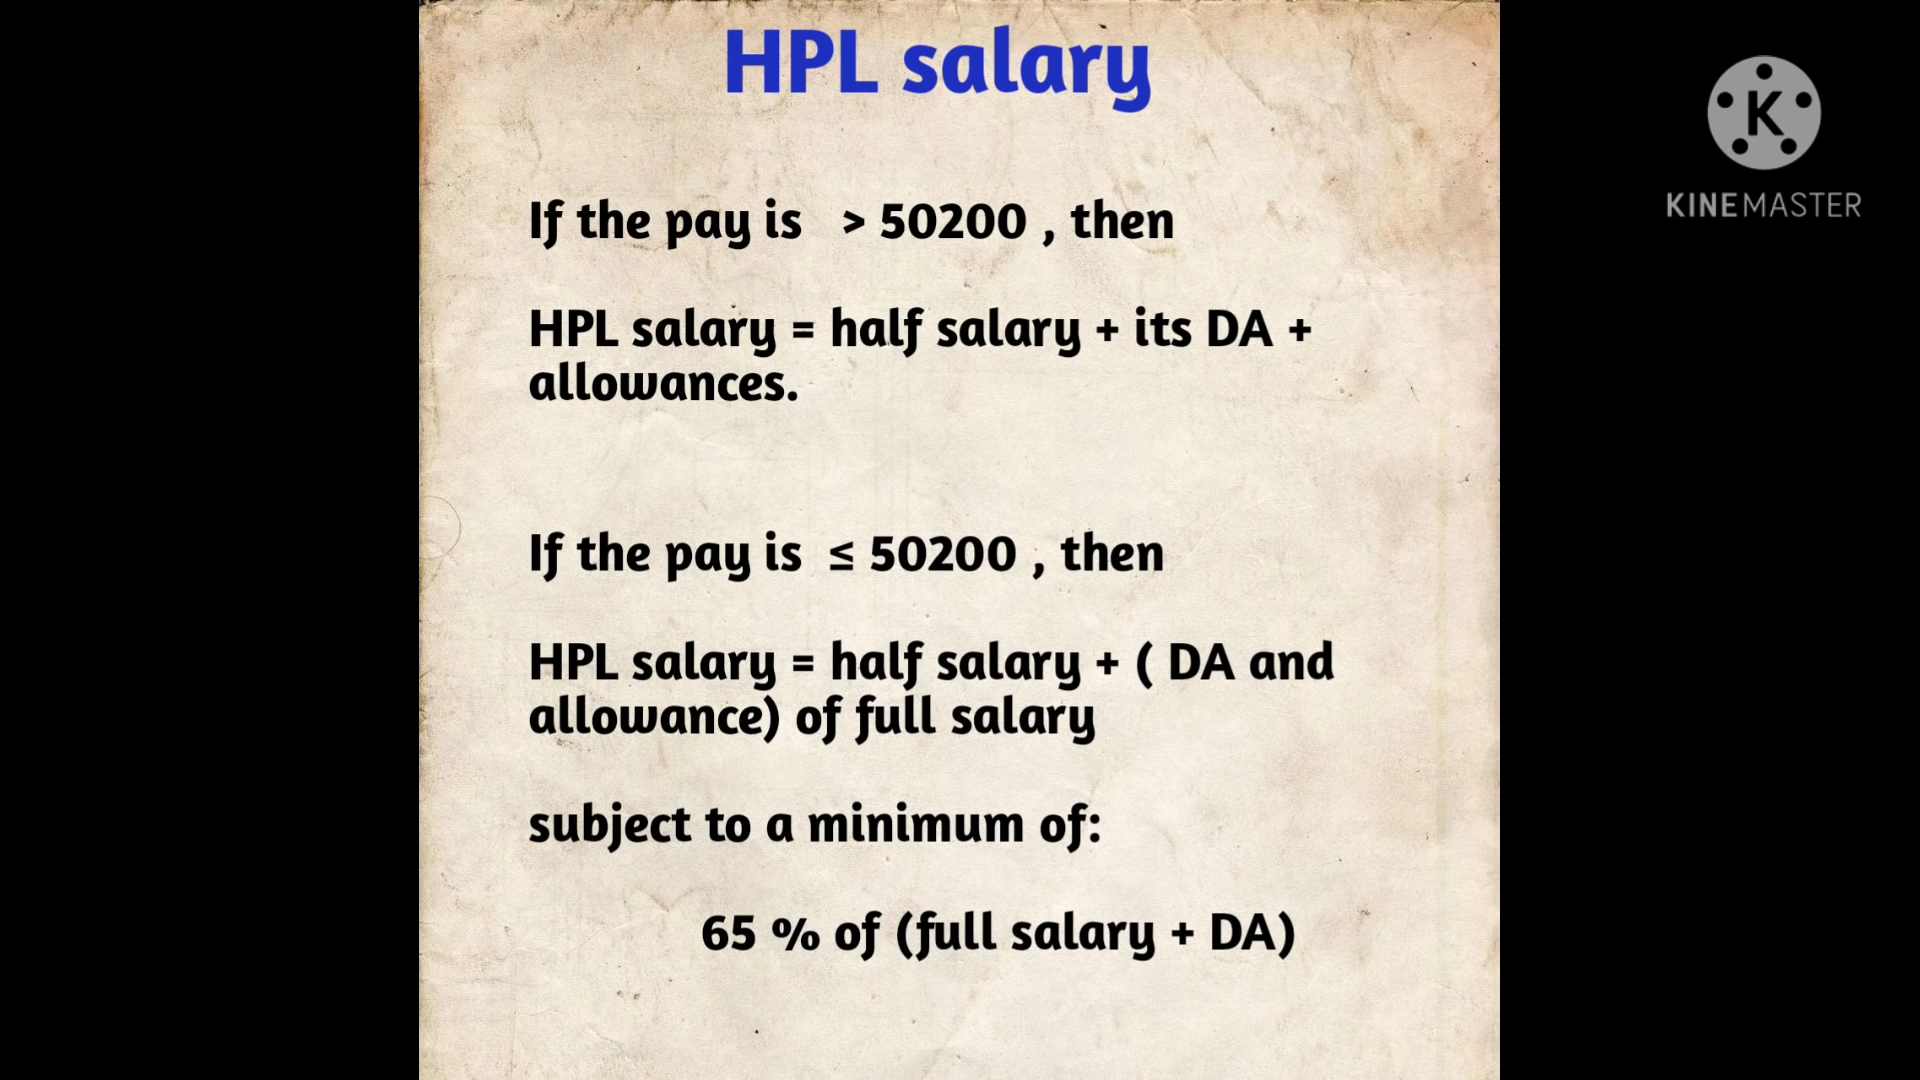 HPL salary
If the pay is > 50200 , then
HPL salary = half salary + its DA +
allowances.
If the pay is ≤ 50200 , then
HPL salary = half salary + ( DA and
allowance) of full salary
subject to a minimum of:
65 % of (full salary + DA)
K
KINEMASTER